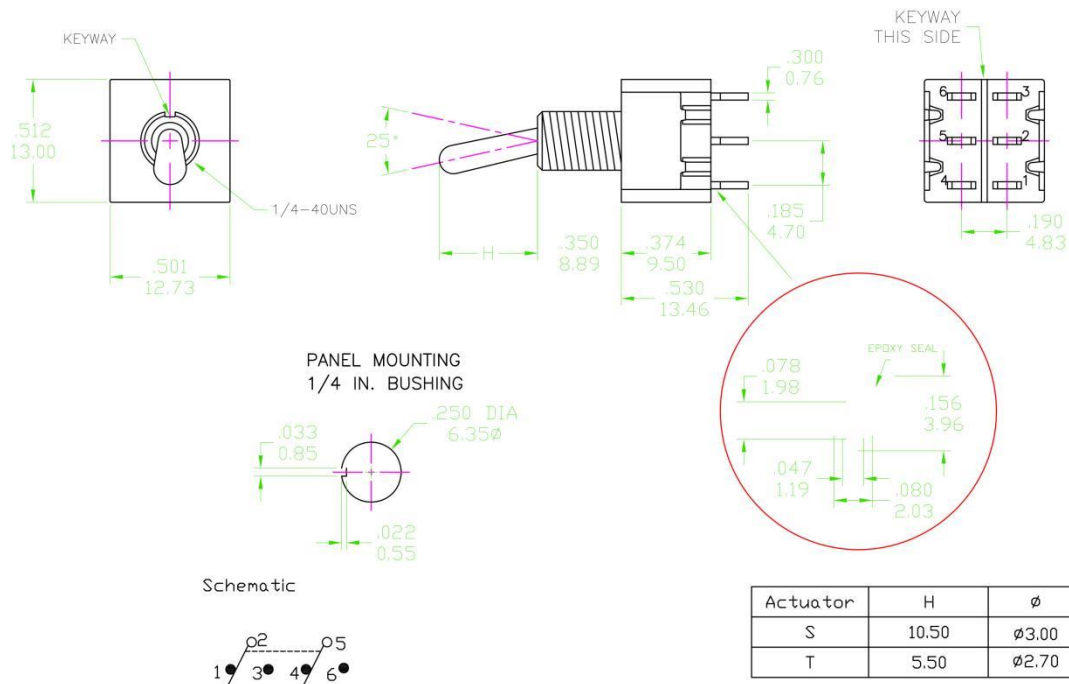 KEYWAY
.512
13.00
1/4-40UNS
.501
12.73
25°
H
.350
8.89
.374
9.50
.530
13.46
.300
0.76
.185
4.70
KEYWAY
THIS SIDE
6 3
5 2
4 1
.190
4.83
PANEL MOUNTING
1/4 IN. BUSHING
.250 DIA
6.35Ø
.033
0.85
.022
0.55
EPOXY SEAL
.078
1.98
.156
3.96
.047
1.19
.080
2.03
Schematic
2 5
1 3 4 6
Actuator H Ø
S 10.50 Ø3.00
T 5.50 Ø2.70